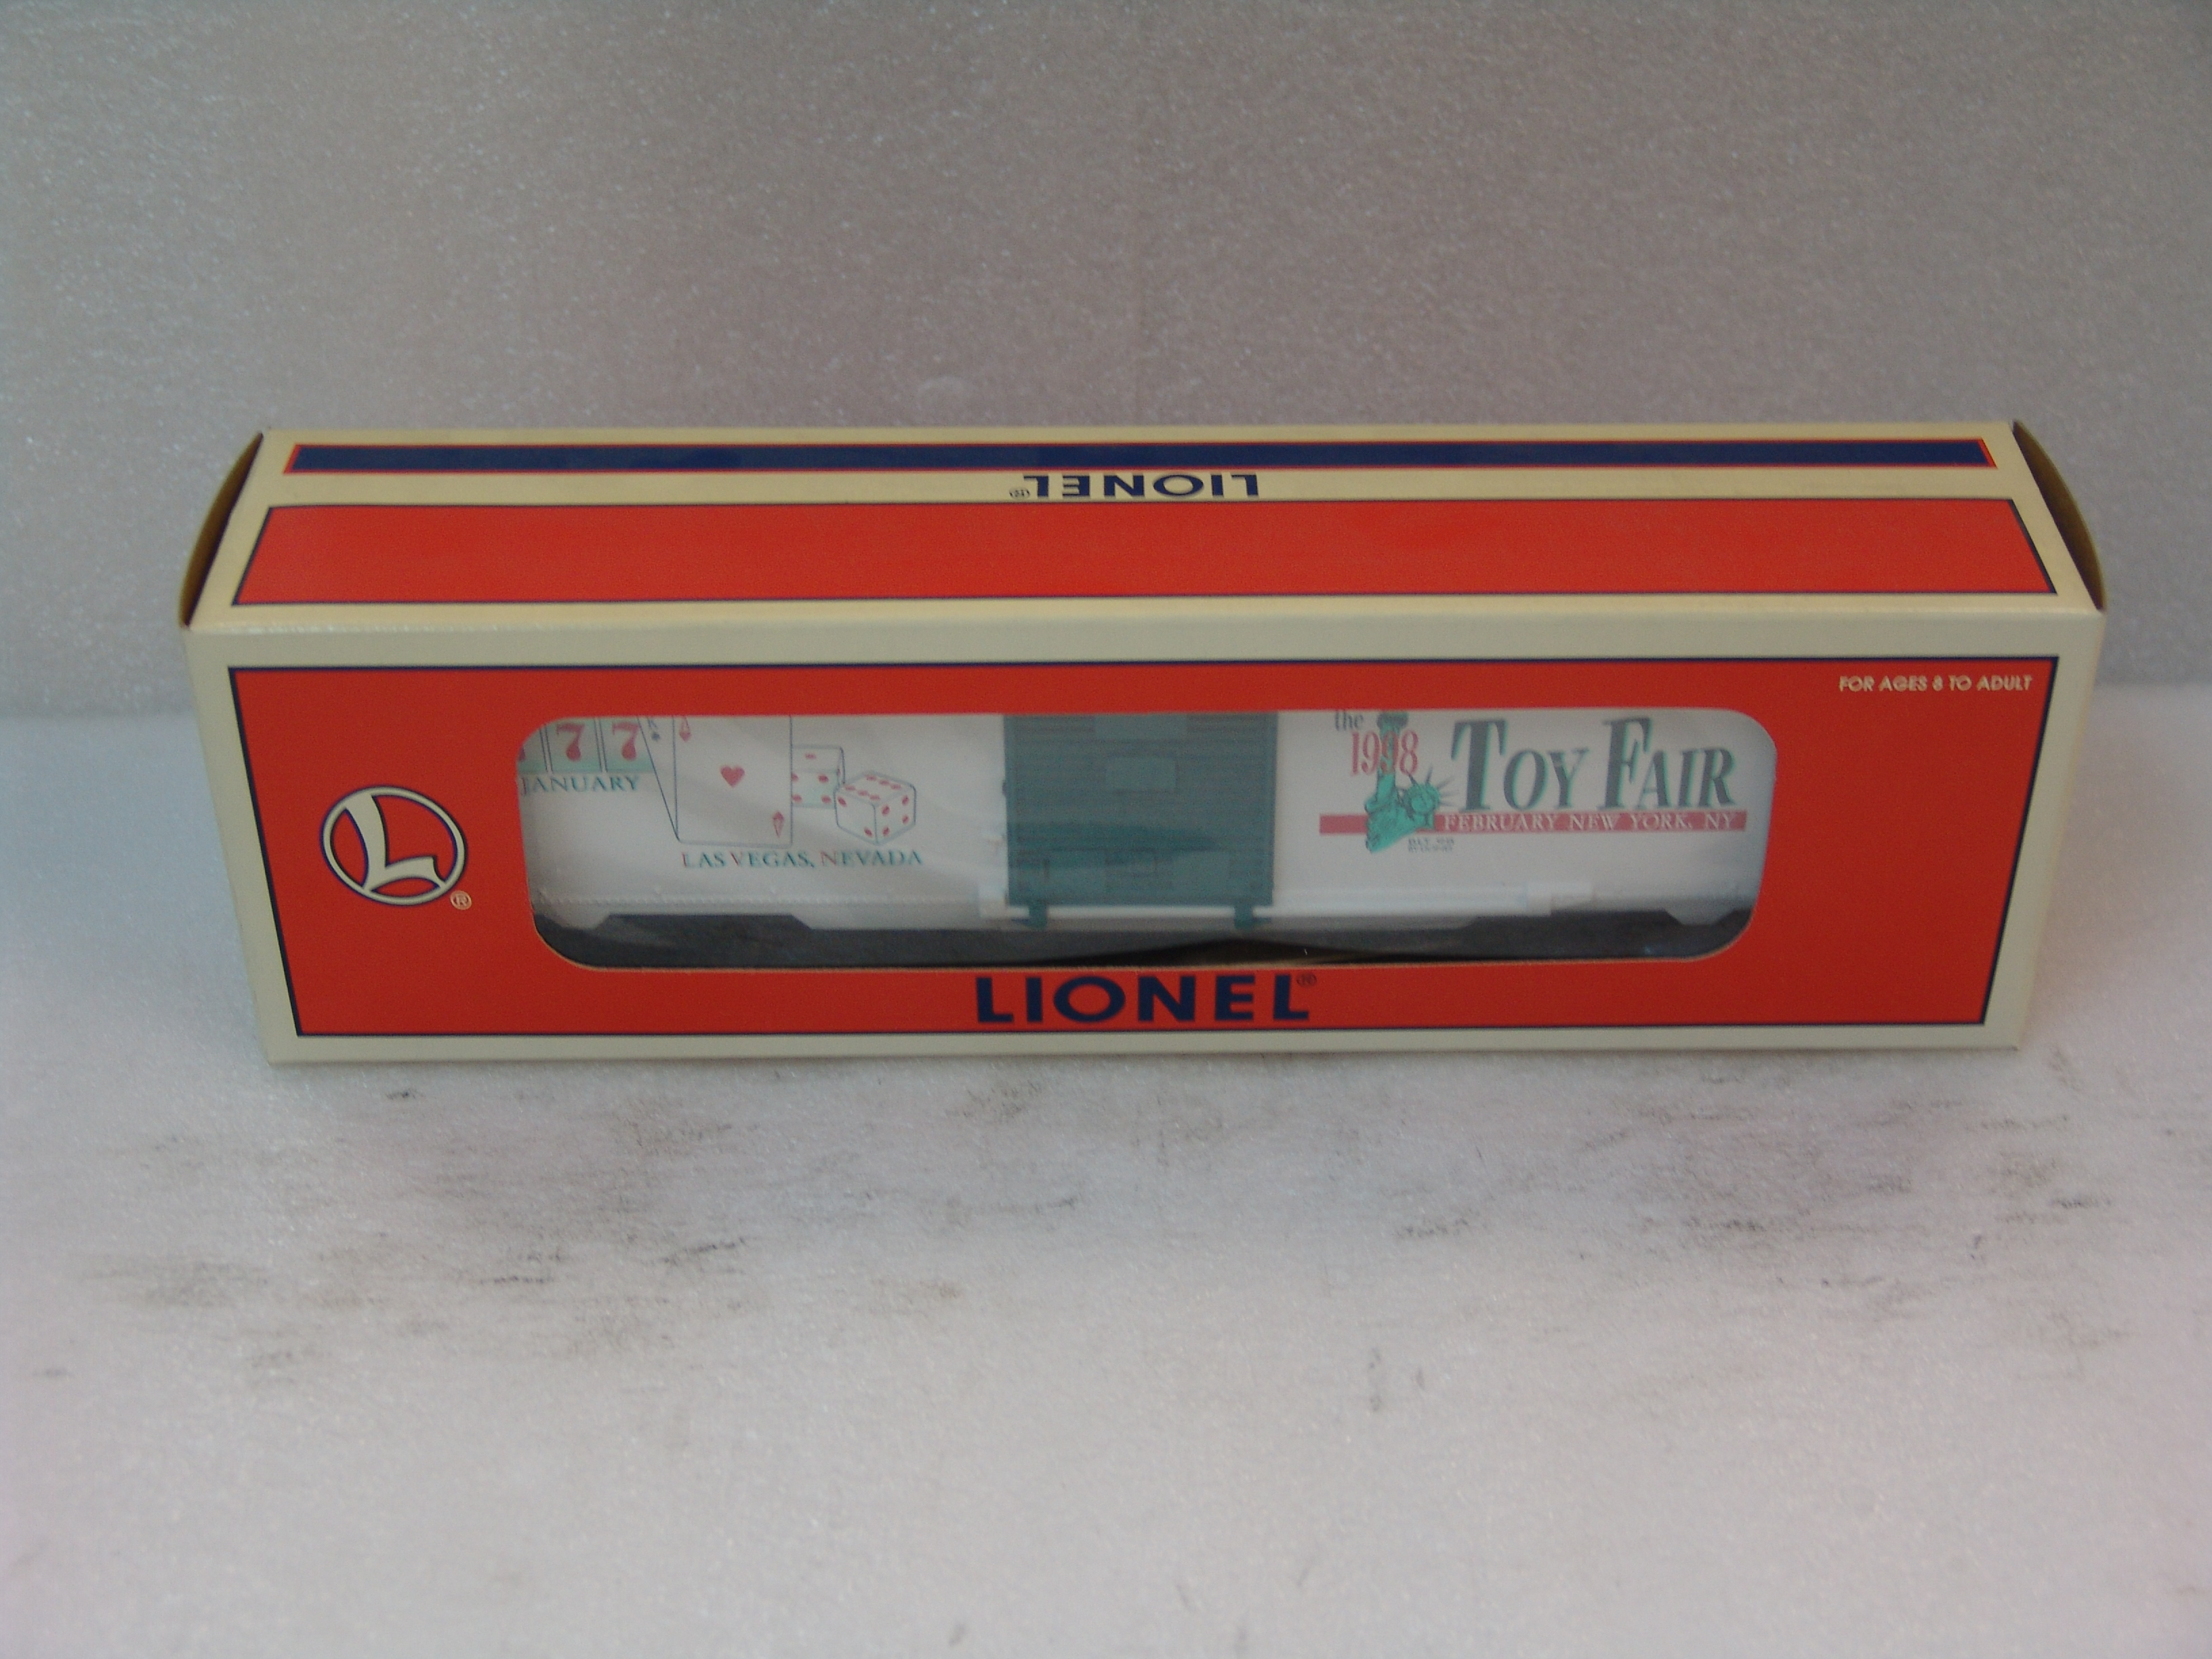 LIONEL®
FOR AGES 8 TO ADULT
7 7
JANUARY
A
K
LAS VEGAS, NEVADA
the
1998
TOY FAIR
FEBRUARY NEW YORK, NY
L
®
LIONEL®